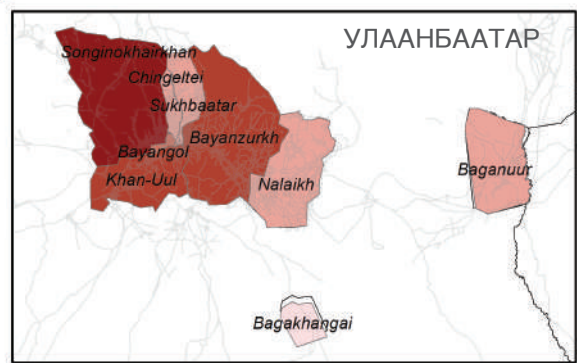 УЛААНБААТАР
Songinokhairkhan
Chingeltei
Sukhbaatar
Bayanzurkh
Bayangol
Khan-Uul
Nalaikh
Baganuur
Bagakhangai